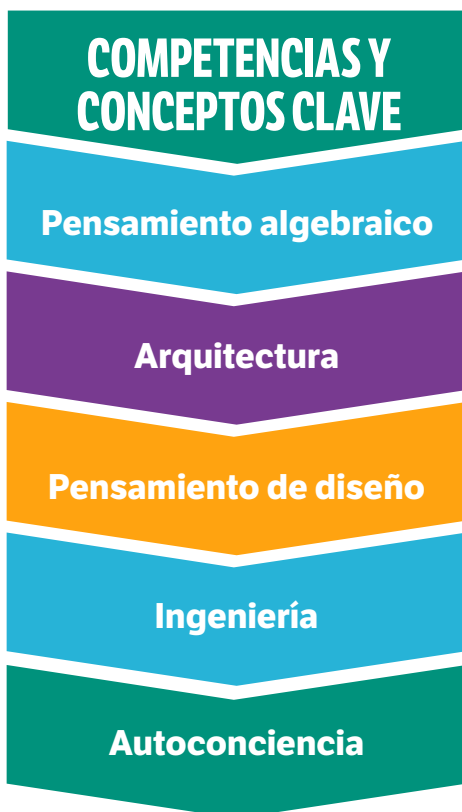 COMPETENCIAS Y
CONCEPTOS CLAVE
Pensamiento algebraico
Arquitectura
Pensamiento de diseño
Ingeniería
Autoconciencia